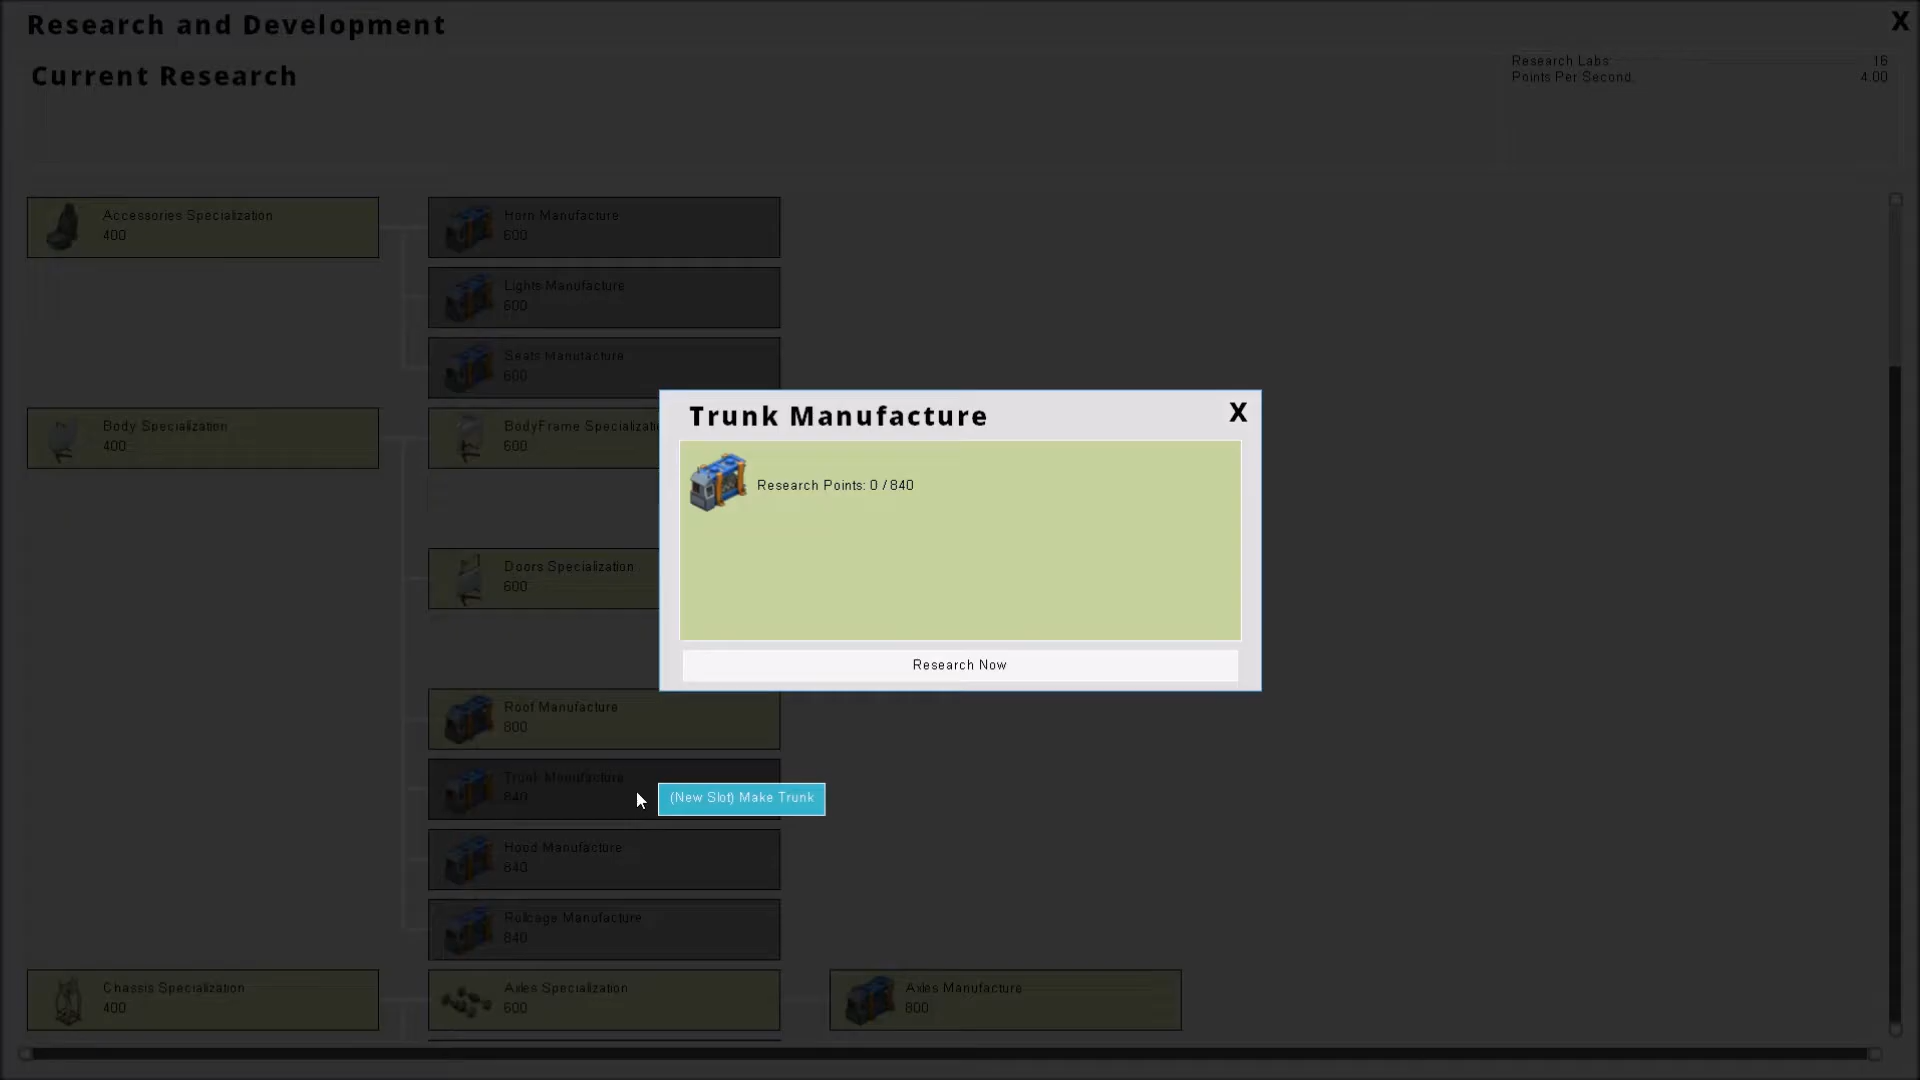 Research and Development
X
Current Research
Research Labs: 16
Points Per Second: 4.00
Accessories Specialization
400
Horn Manufacture
600
Lights Manufacture
600
Seats Manufacture
600
Body Specialization
400
BodyFrame Specializati
600
Trunk Manufacture
X
Research Points: 0 / 840
Research Now
Doors Specialization
600
Roof Manufacture
800
Trunk Manufacture
840
(New Slot) Make Trunk
Hood Manufacture
840
Rollcage Manufacture
840
Chassis Specialization
400
Axles Specialization
600
Axles Manufacture
800